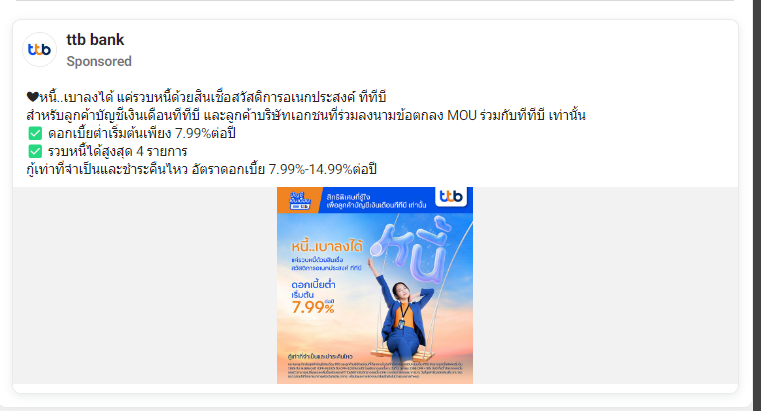 ttb
ttb bank
Sponsored
🖤หนี้..เบาลงได้ แค่รวบหนี้ด้วยสินเชื่อสวัสดิการอเนกประสงค์ ทีทีบี
สำหรับลูกค้าบัญชีเงินเดือนทีทีบี และลูกค้าบริษัทเอกชนที่ร่วมลงนามข้อตกลง MOU ร่วมกับทีทีบี เท่านั้น
✅ ดอกเบี้ยต่ำเริ่มต้นเพียง 7.99%ต่อปี
✅ รวบหนี้ได้สูงสุด 4 รายการ
กู้เท่าที่จำเป็นและชำระคืนไหว อัตราดอกเบี้ย 7.99%-14.99%ต่อปี
สิทธิพิเศษที่รู้ใจ
เพื่อลูกค้าบัญชีเงินเดือนทีทีบี เท่านั้น
ttb
หนี้
หนี้..เบาลงได้
แค่รวบหนี้ด้วยสินเชื่อ
สวัสดิการอเนกประสงค์ ทีทีบี
ดอกเบี้ยต่ำ
เริ่มต้น
7.99% ต่อปี
กู้เท่าที่จำเป็นและชำระคืนไหว